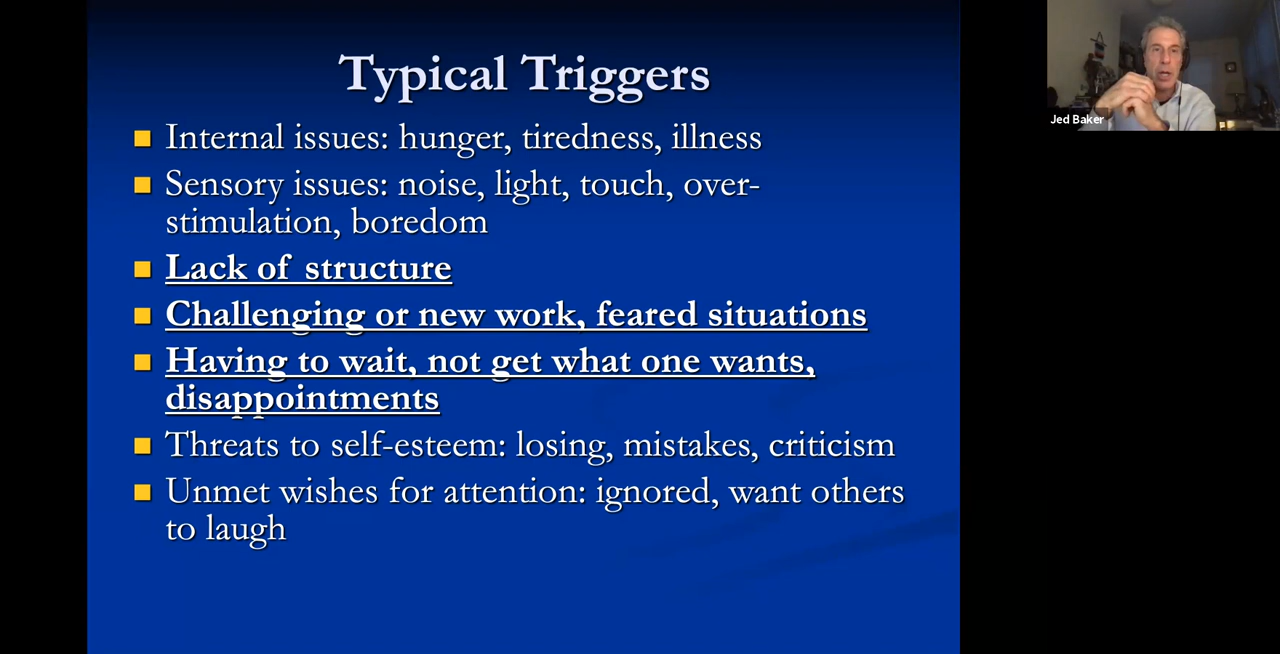 Typical Triggers
Internal issues: hunger, tiredness, illness
Sensory issues: noise, light, touch, over-
stimulation, boredom
Lack of structure
Challenging or new work, feared situations
Having to wait, not get what one wants,
disappointments
Threats to self-esteem: losing, mistakes, criticism
Unmet wishes for attention: ignored, want others
to laugh
Jed Baker